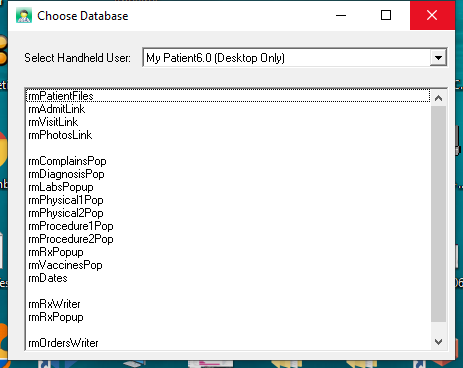 Choose Database
Select Handheld User:
My Patient6.0 (Desktop Only)
rmPatientFiles
rmAdmitLink
rmVisitLink
rmPhotosLink
rmComplainsPop
rmDiagnosisPop
rmLabsPopup
rmPhysical1Pop
rmPhysical2Pop
rmProcedure1Pop
rmProcedure2Pop
rmRxPopup
rmVaccinesPop
rmDates
rmRxWriter
rmRxPopup
rmOrdersWriter